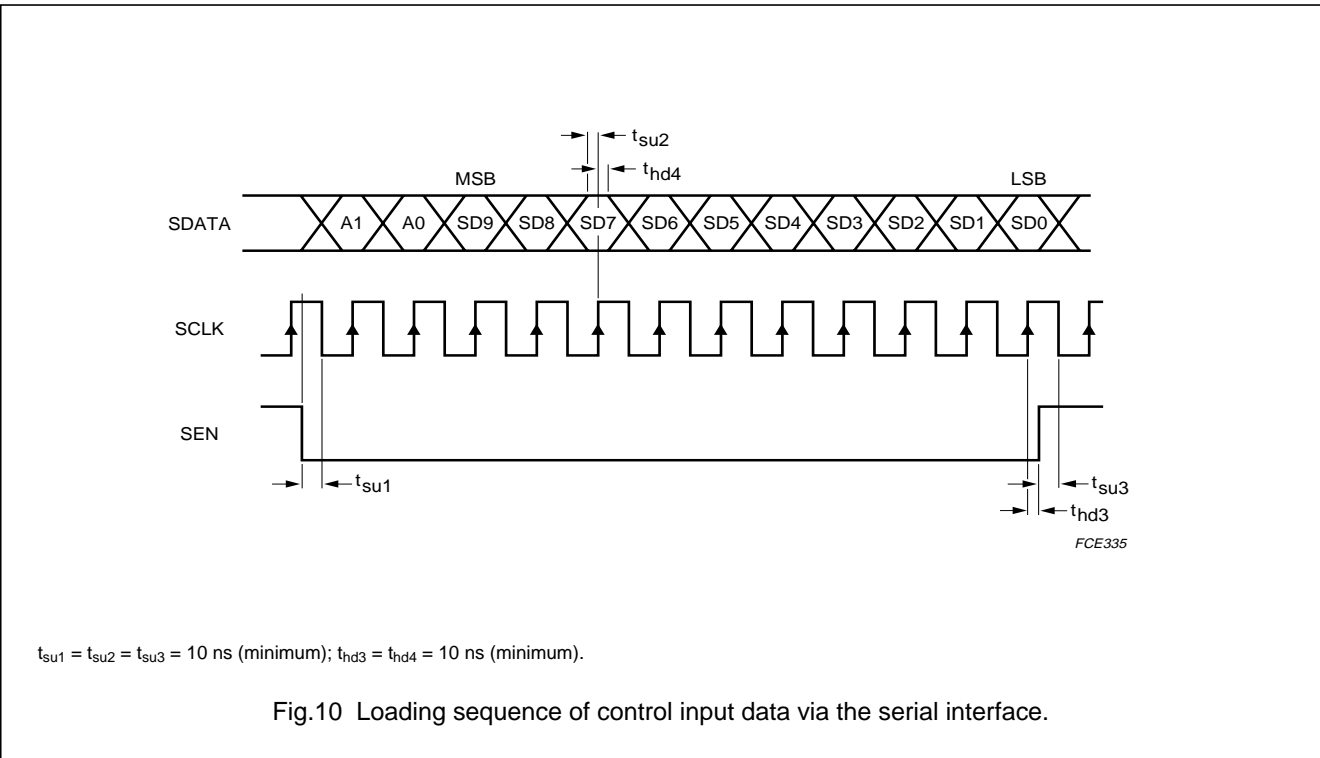 tsu2
thd4
MSB
LSB
SDATA
A1
A0
SD9
SD8
SD7
SD6
SD5
SD4
SD3
SD2
SD1
SD0
SCLK
SEN
tsu1
tsu3
thd3
FCE335
tsu1 = tsu2 = tsu3 = 10 ns (minimum); thd3 = thd4 = 10 ns (minimum).
Fig.10 Loading sequence of control input data via the serial interface.